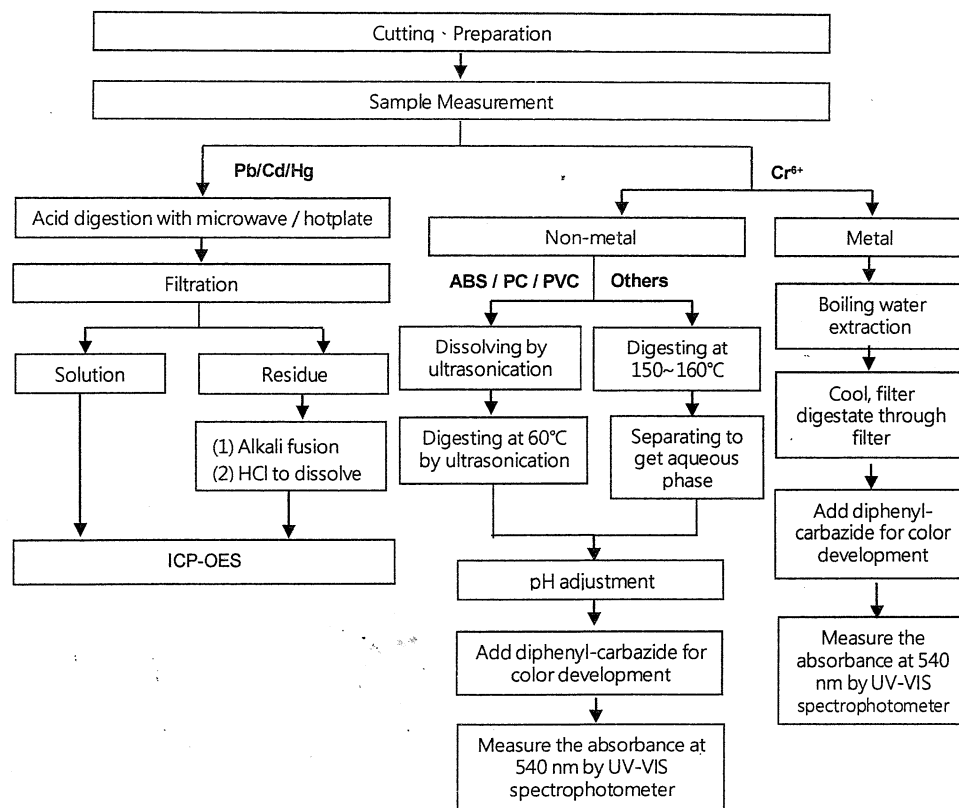 Cutting、Preparation
Sample Measurement
Pb/Cd/Hg
Cr⁶⁺
Acid digestion with microwave / hotplate
Filtration
Solution
Residue
(1) Alkali fusion
(2) HCl to dissolve
ICP-OES
Non-metal
Metal
ABS / PC / PVC
Others
Dissolving by
ultrasonication
Digesting at 60℃
by ultrasonication
Digesting at
150~160℃
Separating to
get aqueous
phase
pH adjustment
Add diphenyl-carbazide for
color development
Measure the absorbance at
540 nm by UV-VIS
spectrophotometer
Boiling water
extraction
Cool, filter
digestate through
filter
Add diphenyl-
carbazide for color
development
Measure the
absorbance at 540
nm by UV-VIS
spectrophotometer